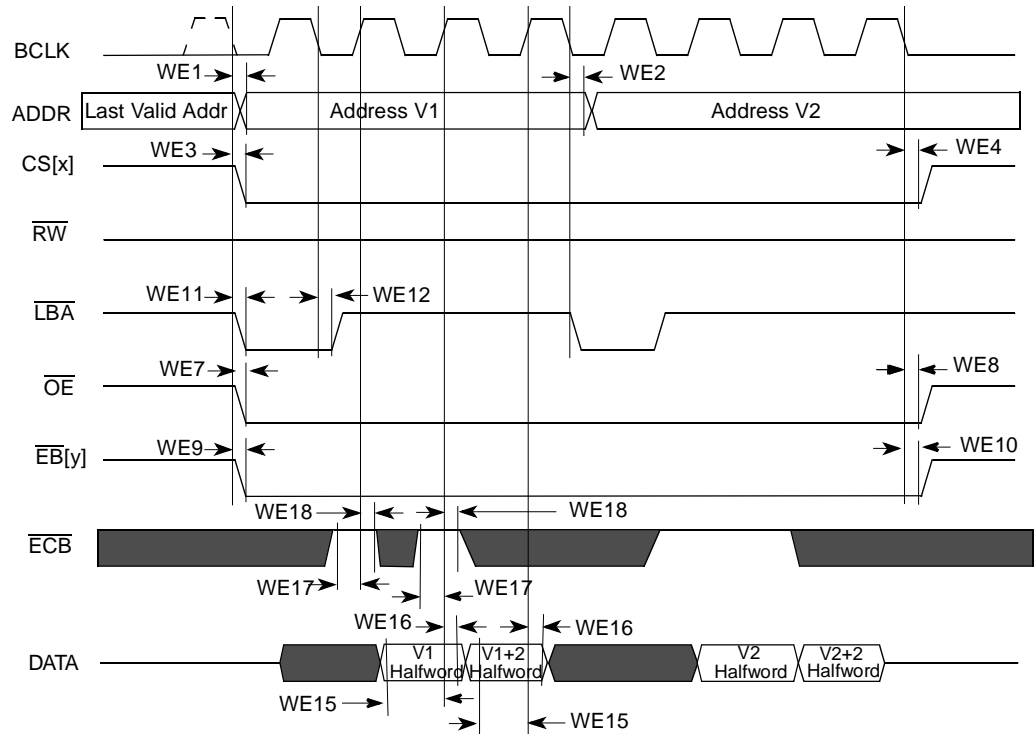 BCLK
WE1
WE2
ADDR
Last Valid Addr
Address V1
Address V2
WE3
WE4
CS[x]
RW
WE11
WE12
LBA
WE7
WE8
OE
WE9
WE10
EB[y]
WE18
WE18
ECB
WE17
WE17
WE16
WE16
DATA
V1
Halfword
V1+2
Halfword
V2
Halfword
V2+2
Halfword
WE15
WE15